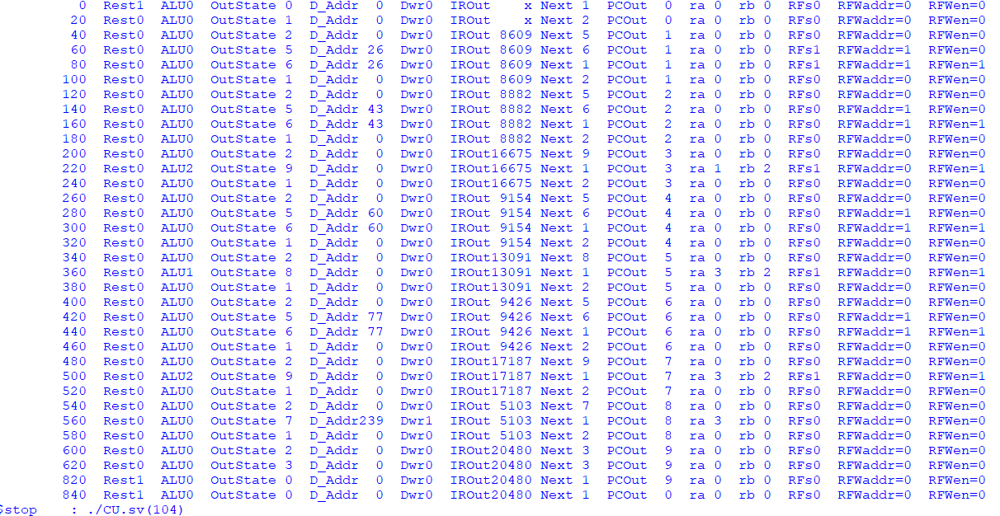 0 Rest1 ALU0 OutState 0 D_Addr 0 Dwr0 IROut x Next 1 PCOut 0 ra 0 rb 0 RFs0 RFWaddr=0 RFWen=0
20 Rest0 ALU0 OutState 1 D_Addr 0 Dwr0 IROut x Next 2 PCOut 0 ra 0 rb 0 RFs0 RFWaddr=0 RFWen=0
40 Rest0 ALU0 OutState 2 D_Addr 0 Dwr0 IROut 8609 Next 5 PCOut 1 ra 0 rb 0 RFs0 RFWaddr=0 RFWen=0
60 Rest0 ALU0 OutState 5 D_Addr 26 Dwr0 IROut 8609 Next 6 PCOut 1 ra 0 rb 0 RFs1 RFWaddr=1 RFWen=0
80 Rest0 ALU0 OutState 6 D_Addr 26 Dwr0 IROut 8609 Next 1 PCOut 1 ra 0 rb 0 RFs1 RFWaddr=1 RFWen=1
100 Rest0 ALU0 OutState 1 D_Addr 0 Dwr0 IROut 8609 Next 2 PCOut 1 ra 0 rb 0 RFs0 RFWaddr=0 RFWen=0
120 Rest0 ALU0 OutState 2 D_Addr 0 Dwr0 IROut 8882 Next 5 PCOut 2 ra 0 rb 0 RFs0 RFWaddr=0 RFWen=0
140 Rest0 ALU0 OutState 5 D_Addr 43 Dwr0 IROut 8882 Next 6 PCOut 2 ra 0 rb 0 RFs0 RFWaddr=1 RFWen=0
160 Rest0 ALU0 OutState 6 D_Addr 43 Dwr0 IROut 8882 Next 1 PCOut 2 ra 0 rb 0 RFs0 RFWaddr=1 RFWen=1
180 Rest0 ALU0 OutState 1 D_Addr 0 Dwr0 IROut 8882 Next 2 PCOut 2 ra 0 rb 0 RFs0 RFWaddr=0 RFWen=0
200 Rest0 ALU0 OutState 2 D_Addr 0 Dwr0 IROut16675 Next 9 PCOut 3 ra 0 rb 0 RFs0 RFWaddr=0 RFWen=0
220 Rest0 ALU2 OutState 9 D_Addr 0 Dwr0 IROut16675 Next 1 PCOut 3 ra 1 rb 2 RFs1 RFWaddr=0 RFWen=1
240 Rest0 ALU0 OutState 1 D_Addr 0 Dwr0 IROut16675 Next 2 PCOut 3 ra 0 rb 0 RFs0 RFWaddr=0 RFWen=0
260 Rest0 ALU0 OutState 2 D_Addr 0 Dwr0 IROut 9154 Next 5 PCOut 4 ra 0 rb 0 RFs0 RFWaddr=0 RFWen=0
280 Rest0 ALU0 OutState 5 D_Addr 60 Dwr0 IROut 9154 Next 6 PCOut 4 ra 0 rb 0 RFs0 RFWaddr=1 RFWen=0
300 Rest0 ALU0 OutState 6 D_Addr 60 Dwr0 IROut 9154 Next 1 PCOut 4 ra 0 rb 0 RFs0 RFWaddr=1 RFWen=1
320 Rest0 ALU0 OutState 1 D_Addr 0 Dwr0 IROut 9154 Next 2 PCOut 4 ra 0 rb 0 RFs0 RFWaddr=0 RFWen=0
340 Rest0 ALU0 OutState 2 D_Addr 0 Dwr0 IROut13091 Next 8 PCOut 5 ra 0 rb 0 RFs0 RFWaddr=0 RFWen=0
360 Rest0 ALU1 OutState 8 D_Addr 0 Dwr0 IROut13091 Next 1 PCOut 5 ra 3 rb 2 RFs1 RFWaddr=0 RFWen=1
380 Rest0 ALU0 OutState 1 D_Addr 0 Dwr0 IROut13091 Next 2 PCOut 5 ra 0 rb 0 RFs0 RFWaddr=0 RFWen=0
400 Rest0 ALU0 OutState 2 D_Addr 0 Dwr0 IROut 9426 Next 5 PCOut 6 ra 0 rb 0 RFs0 RFWaddr=0 RFWen=0
420 Rest0 ALU0 OutState 5 D_Addr 77 Dwr0 IROut 9426 Next 6 PCOut 6 ra 0 rb 0 RFs0 RFWaddr=1 RFWen=0
440 Rest0 ALU0 OutState 6 D_Addr 77 Dwr0 IROut 9426 Next 1 PCOut 6 ra 0 rb 0 RFs0 RFWaddr=1 RFWen=1
460 Rest0 ALU0 OutState 1 D_Addr 0 Dwr0 IROut 9426 Next 2 PCOut 6 ra 0 rb 0 RFs0 RFWaddr=0 RFWen=0
480 Rest0 ALU0 OutState 2 D_Addr 0 Dwr0 IROut17187 Next 9 PCOut 7 ra 0 rb 0 RFs0 RFWaddr=0 RFWen=0
500 Rest0 ALU2 OutState 9 D_Addr 0 Dwr0 IROut17187 Next 1 PCOut 7 ra 3 rb 2 RFs1 RFWaddr=0 RFWen=1
520 Rest0 ALU0 OutState 1 D_Addr 0 Dwr0 IROut17187 Next 2 PCOut 7 ra 0 rb 0 RFs0 RFWaddr=0 RFWen=0
540 Rest0 ALU0 OutState 2 D_Addr 0 Dwr0 IROut 5103 Next 7 PCOut 8 ra 0 rb 0 RFs0 RFWaddr=0 RFWen=0
560 Rest0 ALU0 OutState 7 D_Addr239 Dwr1 IROut 5103 Next 1 PCOut 8 ra 3 rb 0 RFs0 RFWaddr=0 RFWen=0
580 Rest0 ALU0 OutState 1 D_Addr 0 Dwr0 IROut 5103 Next 2 PCOut 8 ra 0 rb 0 RFs0 RFWaddr=0 RFWen=0
600 Rest0 ALU0 OutState 2 D_Addr 0 Dwr0 IROut20480 Next 3 PCOut 9 ra 0 rb 0 RFs0 RFWaddr=0 RFWen=0
620 Rest0 ALU0 OutState 3 D_Addr 0 Dwr0 IROut20480 Next 3 PCOut 9 ra 0 rb 0 RFs0 RFWaddr=0 RFWen=0
820 Rest1 ALU0 OutState 0 D_Addr 0 Dwr0 IROut20480 Next 1 PCOut 9 ra 0 rb 0 RFs0 RFWaddr=0 RFWen=0
840 Rest1 ALU0 OutState 0 D_Addr 0 Dwr0 IROut20480 Next 1 PCOut 0 ra 0 rb 0 RFs0 RFWaddr=0 RFWen=0
$stop : ./CU.sv(104)